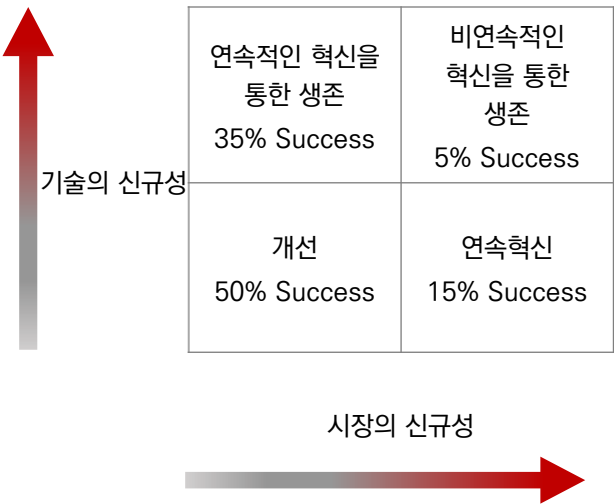 연속적인 혁신을
통한 생존
35% Success
비연속적인
혁신을 통한
생존
5% Success
기술의 신규성
개선
50% Success
연속혁신
15% Success
시장의 신규성